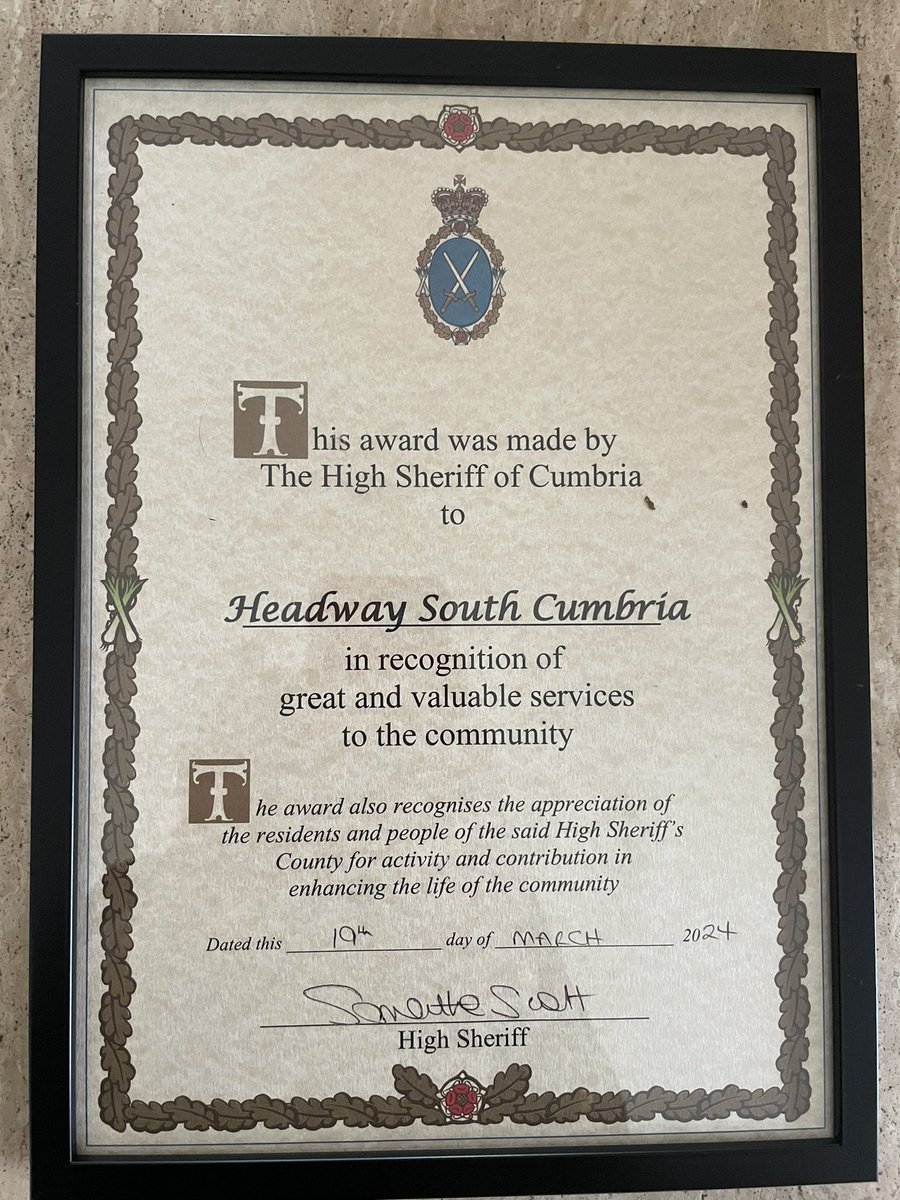 This award was made by
The High Sheriff of Cumbria
to
Headway South Cumbria
in recognition of
great and valuable services
to the community
The award also recognises the appreciation of
the residents and people of the said High Sheriff's
County for activity and contribution in
enhancing the life of the community
Dated this 19th day of MARCH 2024
Scott
High Sheriff